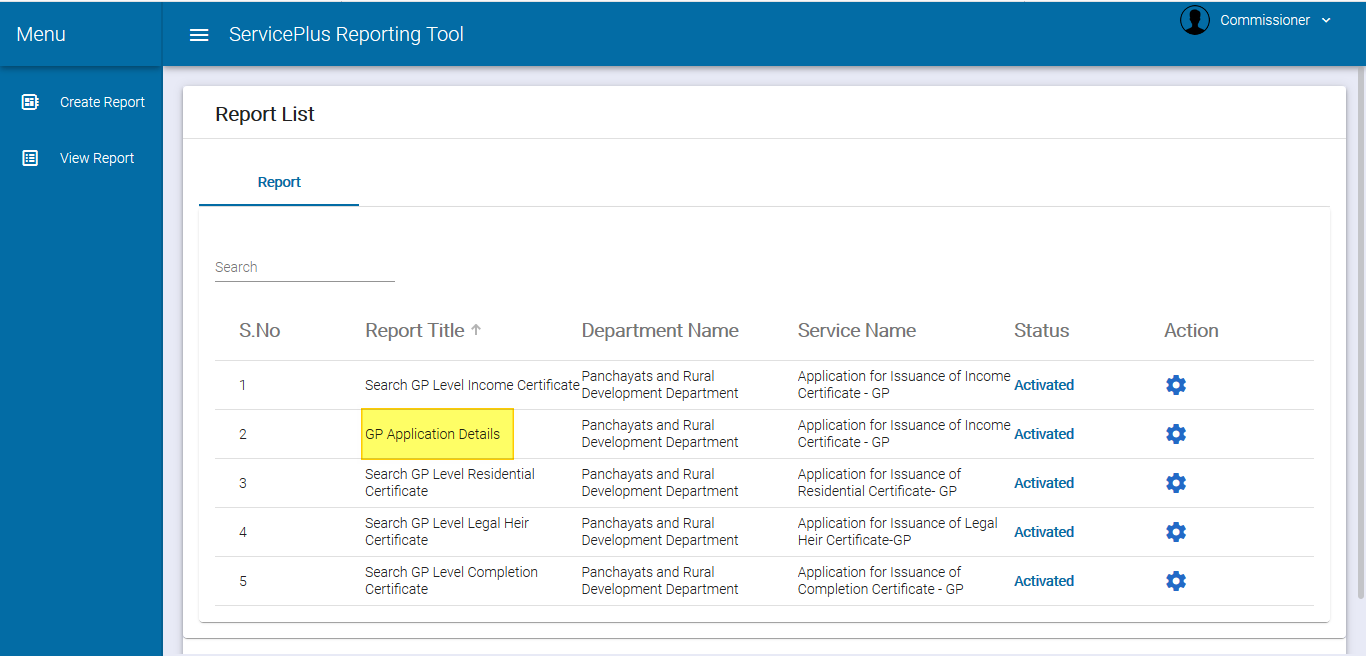 Menu
ServicePlus Reporting Tool
Commissioner
Create Report
View Report
Report List
Report
Search
S.No Report Title Department Name Service Name Status Action
1 Search GP Level Income Certificate Panchayats and Rural Development Department Application for Issuance of Income Certificate - GP Activated
2 GP Application Details Panchayats and Rural Development Department Application for Issuance of Income Certificate - GP Activated
3 Search GP Level Residential Certificate Panchayats and Rural Development Department Application for Issuance of Residential Certificate- GP Activated
4 Search GP Level Legal Heir Certificate Panchayats and Rural Development Department Application for Issuance of Legal Heir Certificate-GP Activated
5 Search GP Level Completion Certificate Panchayats and Rural Development Department Application for Issuance of Completion Certificate - GP Activated